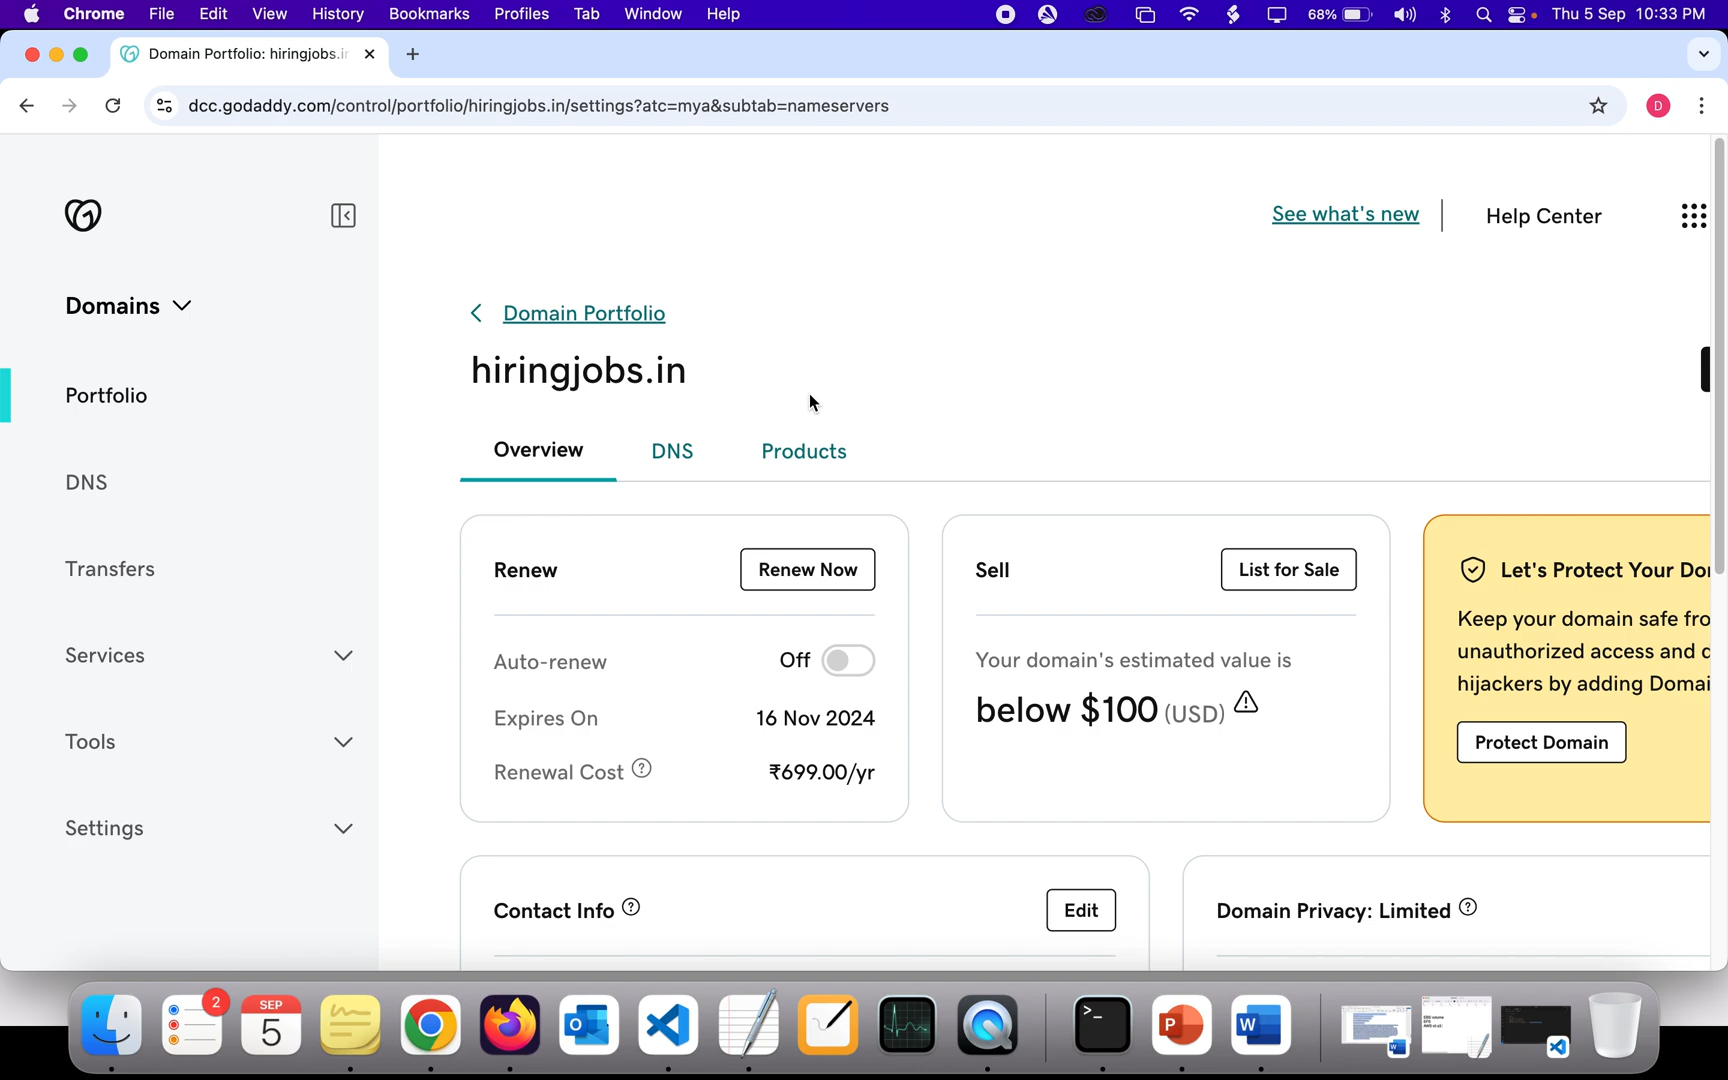 Chrome File Edit View History Bookmarks Profiles Tab Window Help 68% Thu 5 Sep 10:33 PM
Domain Portfolio: hiringjobs.in
dcc.godaddy.com/control/portfolio/hiringjobs.in/settings?atc=mya&subtab=nameservers D
See what's new Help Center
Domains
Domain Portfolio
hiringjobs.in
Portfolio
Overview DNS Products
DNS
Transfers
Services
Tools
Settings
Renew Renew Now
Auto-renew Off
Expires On 16 Nov 2024
Renewal Cost ₹699.00/yr
Sell List for Sale
Your domain's estimated value is
below $100 (USD)
Let's Protect Your
Keep your domain safe
unauthorized access and
hijackers by adding
Protect Domain
Contact Info Edit
Domain Privacy: Limited
2
SEP
5
O
>_
P
W